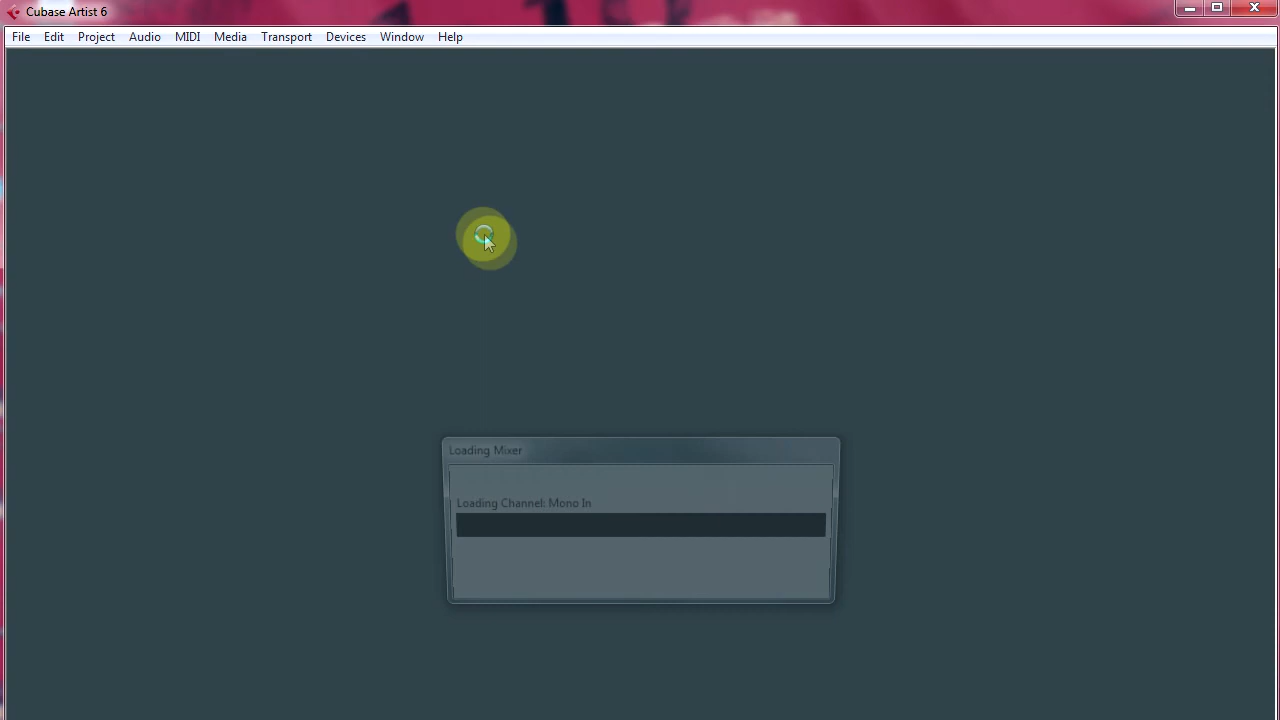 Cubase Artist 6
File Edit Project Audio MIDI Media Transport Devices Window Help
Loading Mixer
Loading Channel: Mono In